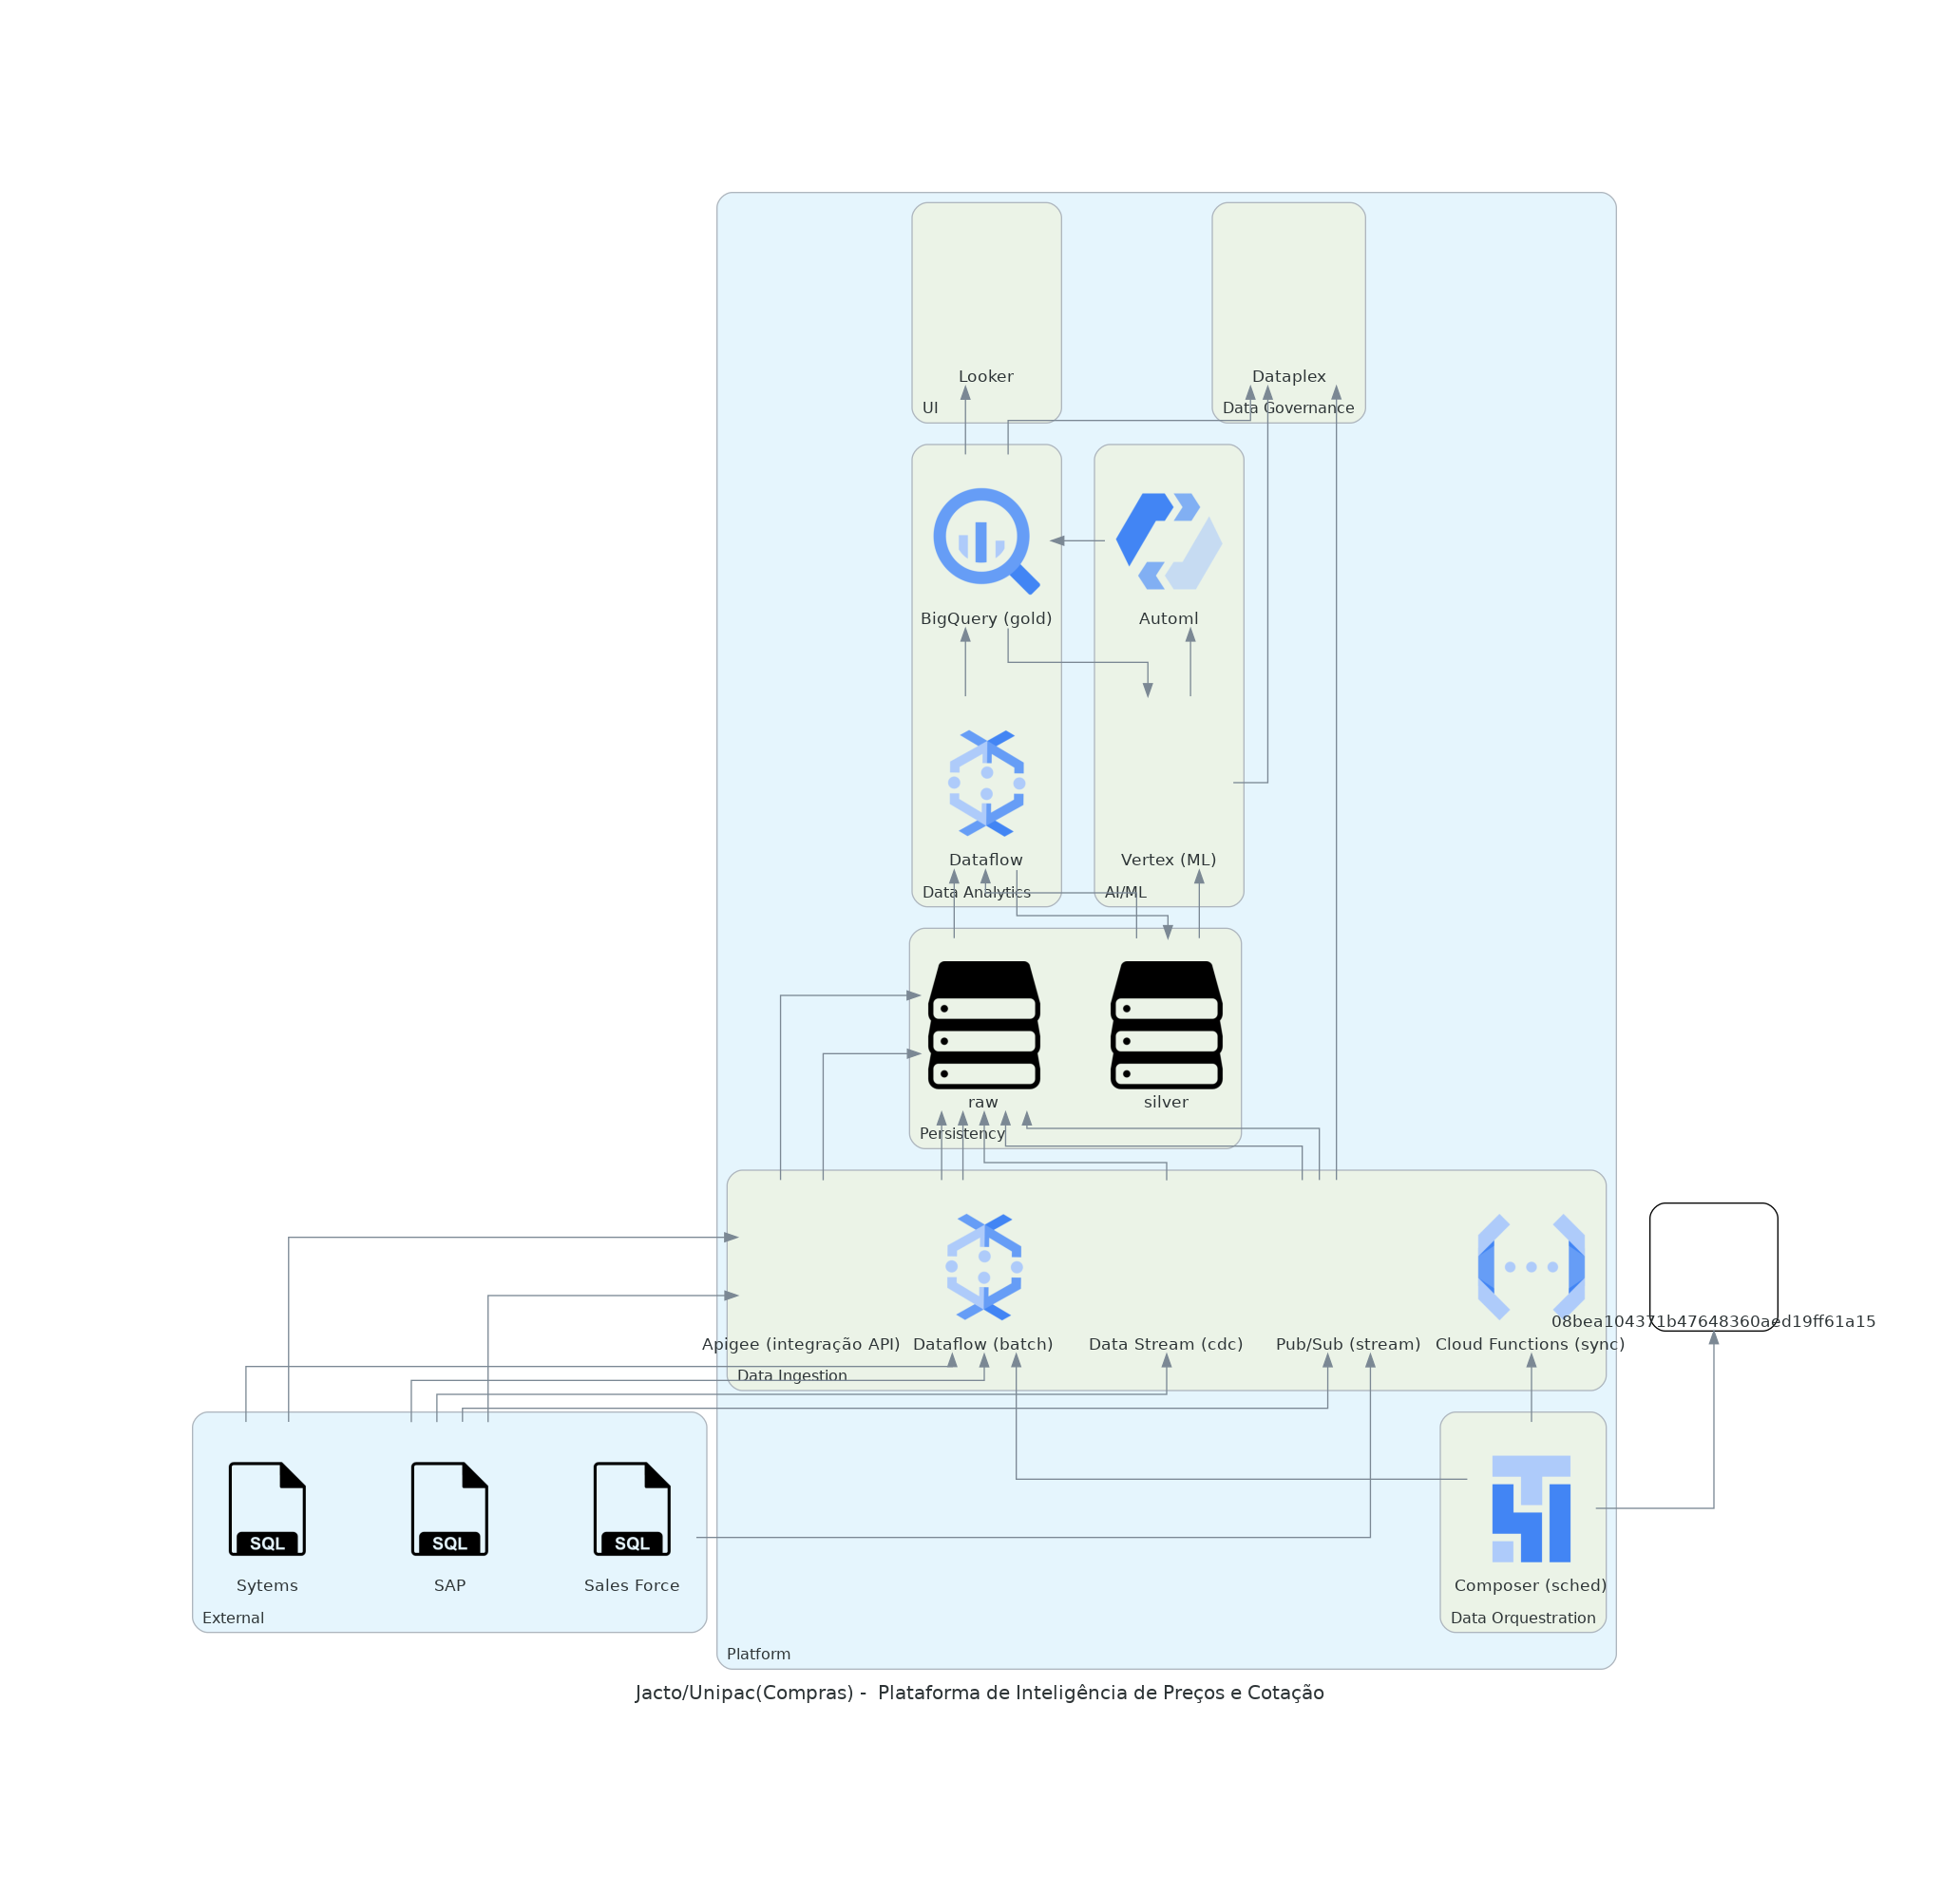 Looker
UI
Dataplex
Data Governance
BigQuery (gold)
Automl
Dataflow
Data Analytics
Vertex (ML)
AI/ML
raw
silver
Persistency
Apigee (integração API)
Dataflow (batch)
Data Stream (cdc)
Pub/Sub (stream)
Cloud Functions (sync)
Data Ingestion
08bea104371b47648360aed19ff61a15
SQL
SQL
SQL
Sytems
SAP
Sales Force
External
Composer (sched)
Data Orquestration
Platform
Jacto/Unipac(Compras) -  Plataforma de Inteligência de Preços e Cotação